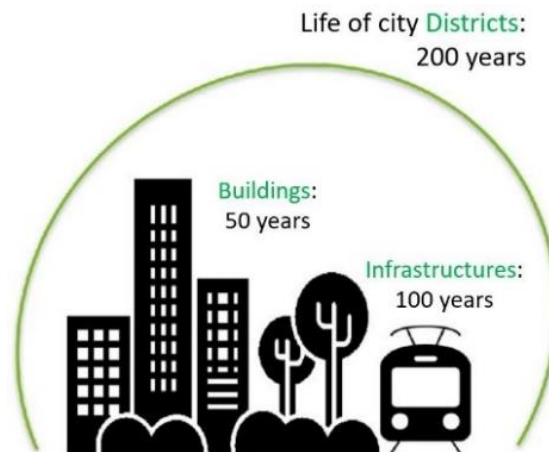 Life of city Districts:
200 years
Buildings:
50 years
Infrastructures:
100 years